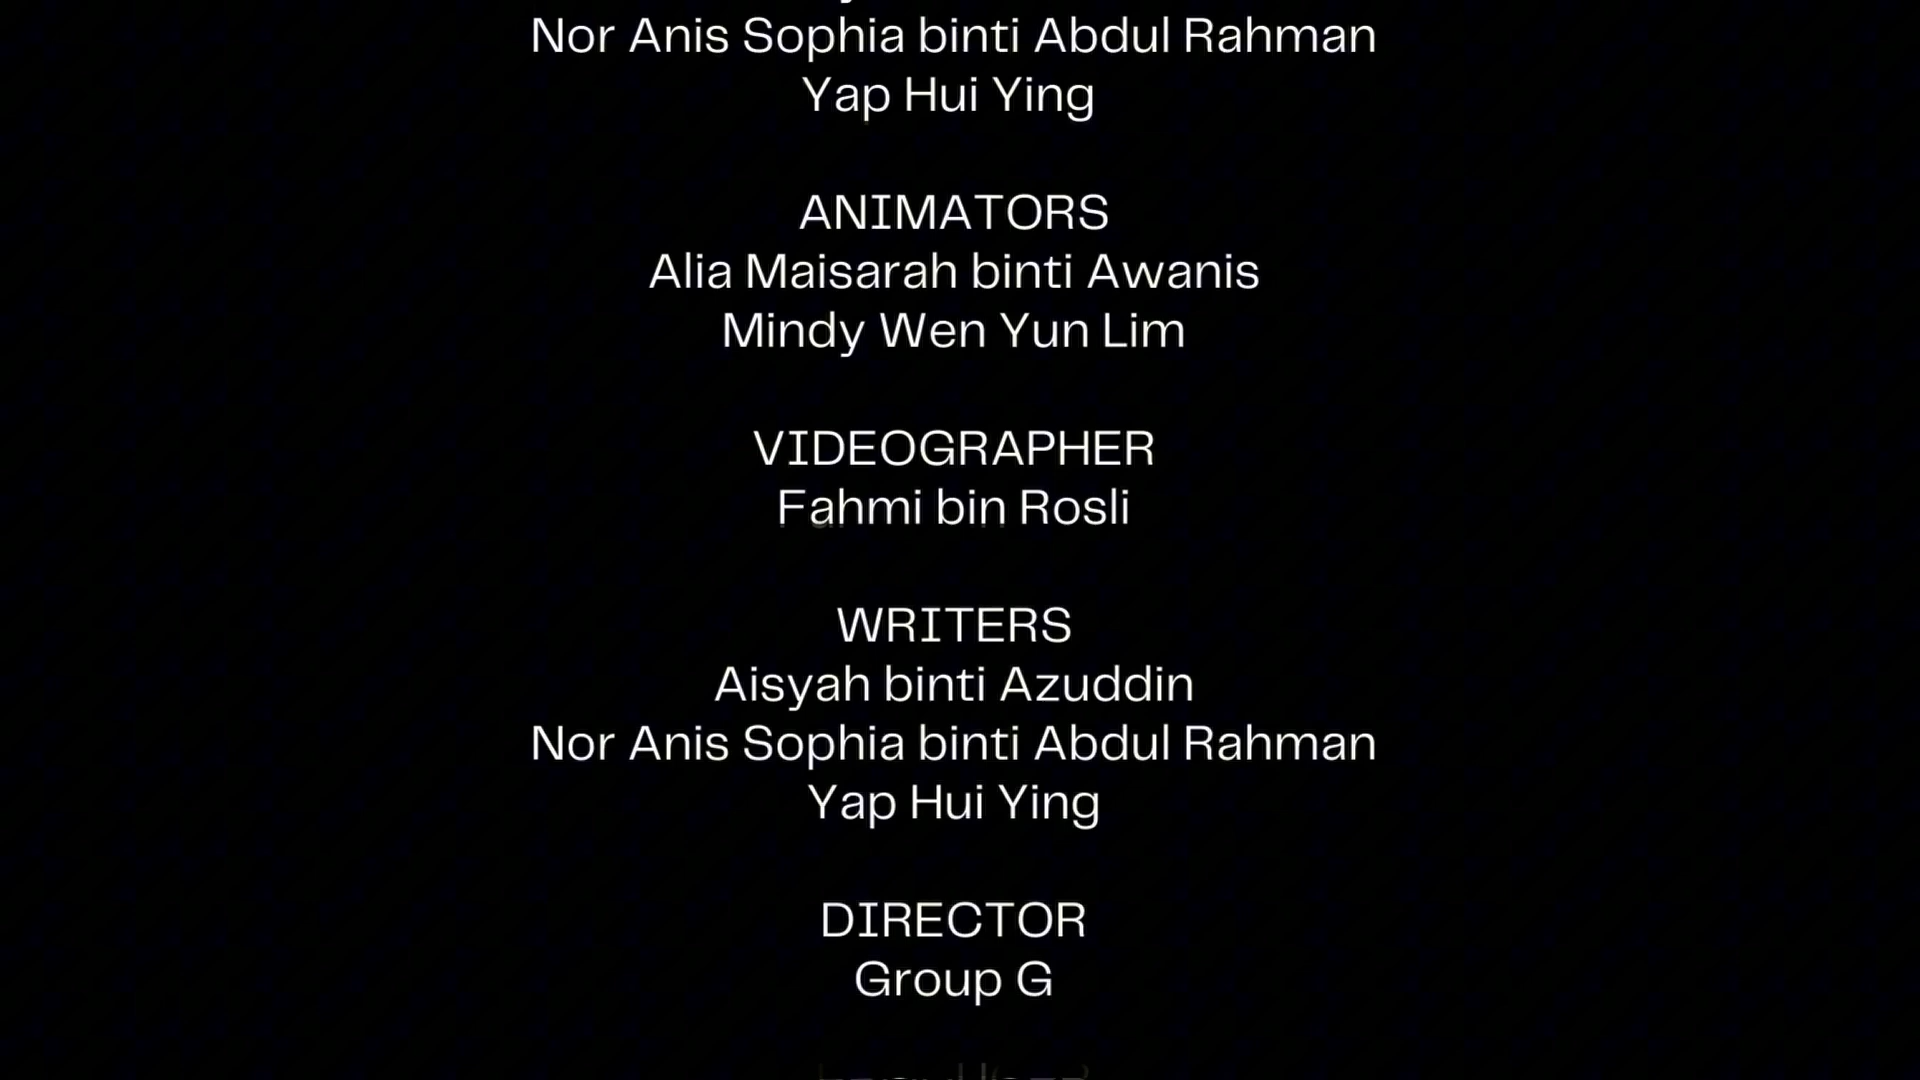 Nor Anis Sophia binti Abdul Rahman
Yap Hui Ying
ANIMATORS
Alia Maisarah binti Awanis
Mindy Wen Yun Lim
VIDEOGRAPHER
Fahmi bin Rosli
WRITERS
Aisyah binti Azuddin
Nor Anis Sophia binti Abdul Rahman
Yap Hui Ying
DIRECTOR
Group G